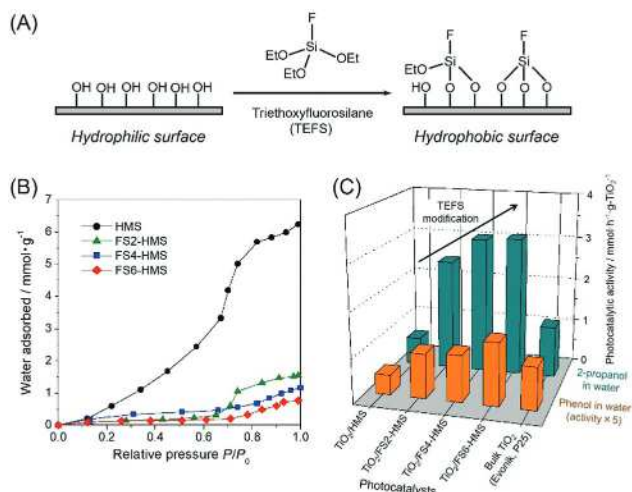 (A)
F
Si
EtO
OEt
EtO
OH OH OH OH OH OH
Triethoxyfluorosilane
(TEFS)
F
F
EtO
Si
Si
HO O O O O O
Hydrophilic surface
Hydrophobic surface
(B)
Water adsorbed / mmol·g⁻¹
7
6
5
4
3
2
1
0
HMS
FS2-HMS
FS4-HMS
FS6-HMS
0.0 0.2 0.4 0.6 0.8 1.0
Relative pressure P/P₀
(C)
TEFS
modification
4
3
2
1
0
Photocatalytic activity / mmol·h⁻¹·g-TiO₂⁻¹
2-propanol
in water
Phenol in water
(activity × 5)
TiO₂/HMS
TiO₂/FS2-HMS
TiO₂/FS4-HMS
TiO₂/FS6-HMS
Bulk TiO₂
(Evonik, P25)
Photocatalysts